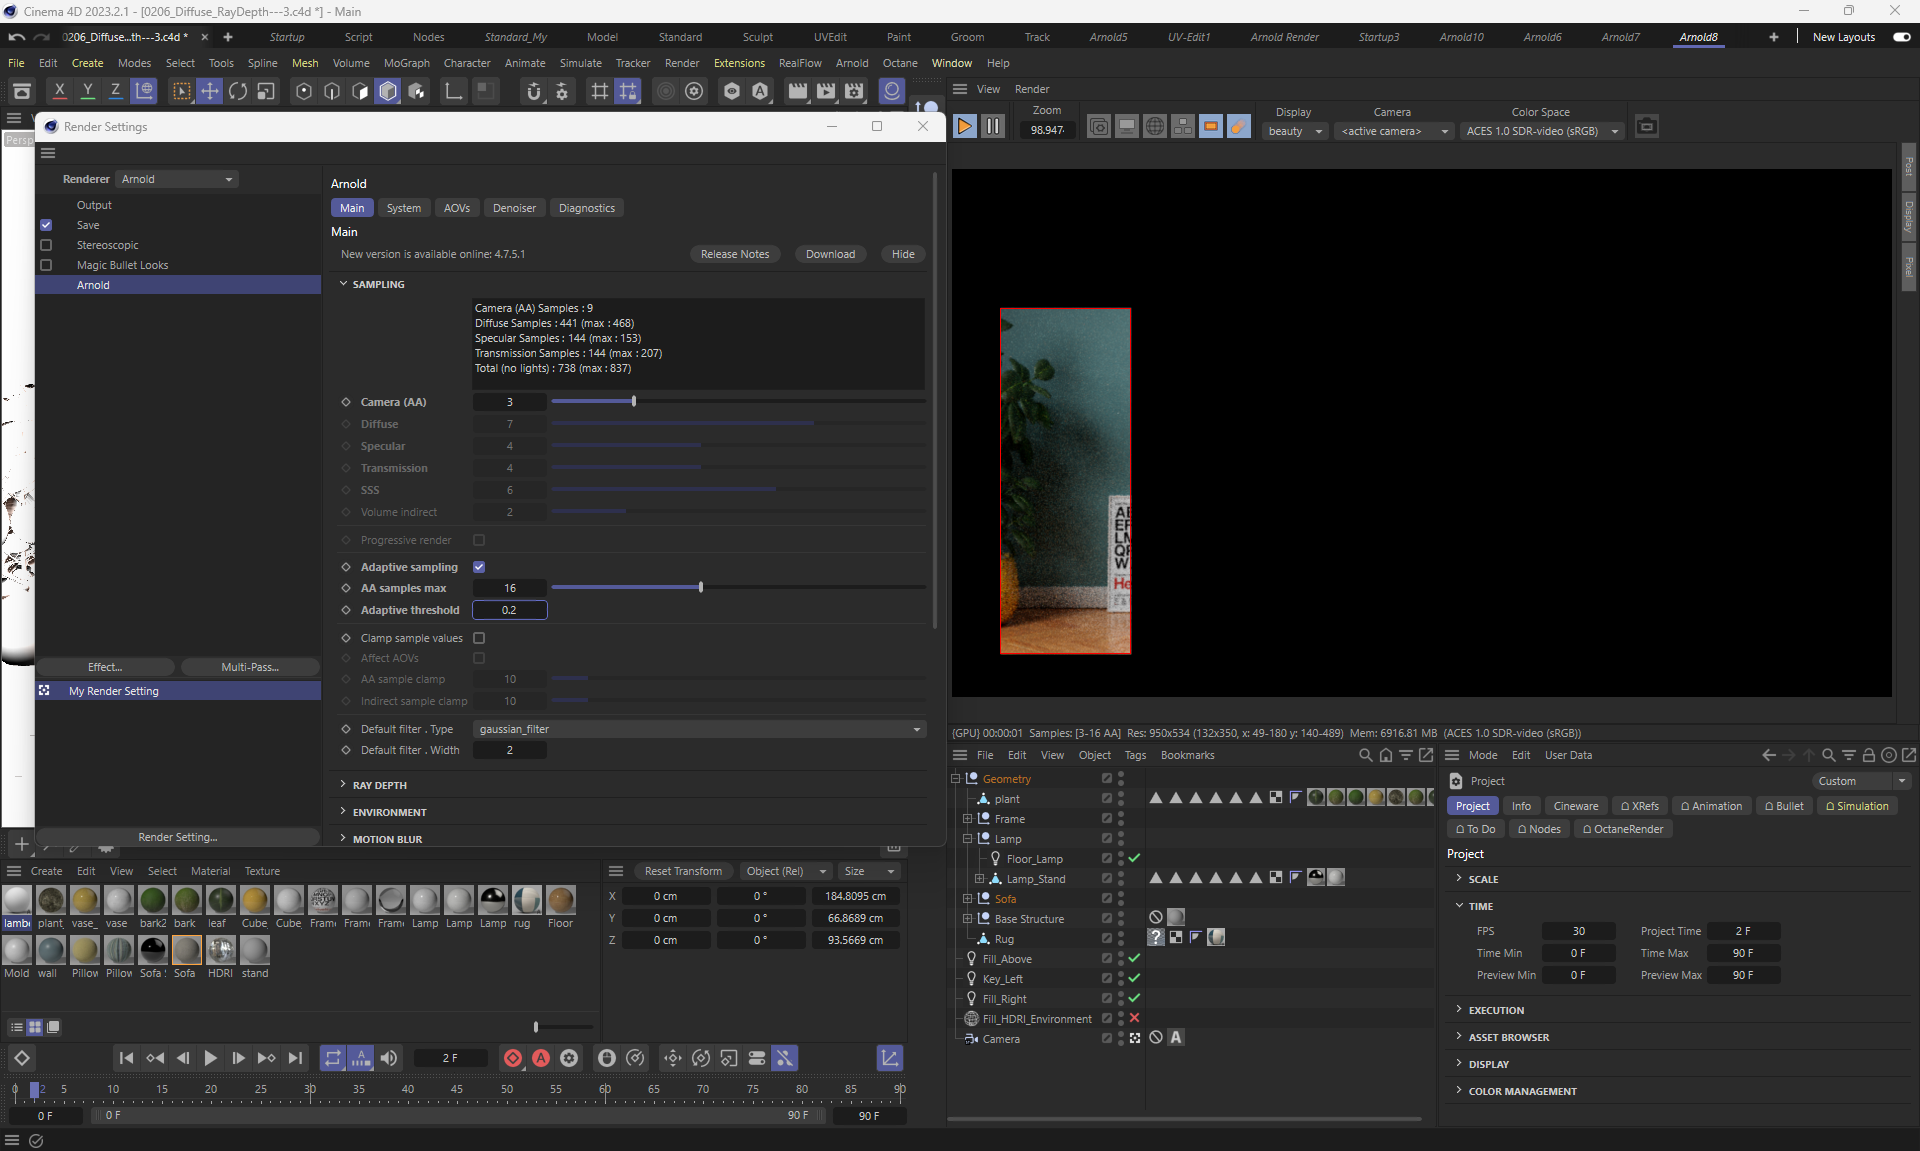 Cinema 4D 2023.2.1 - [0206_Diffuse_RayDepth---3.c4d *] - Main
0206_Diffuse...th---3.c4d *
Startup
Script
Nodes
Standard_My
Model
Standard
Sculpt
UVEdit
Paint
Groom
Track
Arnold5
UV-Edit1
Arnold Render
Startup3
Arnold10
Arnold6
Arnold7
Arnold8
New Layouts
File Edit Create Modes Select Tools Spline Mesh Volume MoGraph Character Animate Simulate Tracker Render Extensions RealFlow Arnold Octane Window Help
X Y Z
View Render
Zoom
98.947
Display
beauty
Camera
<active camera>
Color Space
ACES 1.0 SDR-video (sRGB)
Post
Display
Pixel
Persp
Render Settings
Renderer Arnold
Output
Save
Stereoscopic
Magic Bullet Looks
Arnold
Effect...
Multi-Pass...
My Render Setting
Render Setting...
Arnold
Main System AOVs Denoiser Diagnostics
Main
New version is available online: 4.7.5.1
Release Notes Download Hide
SAMPLING
Camera (AA) Samples : 9
Diffuse Samples : 441 (max : 468)
Specular Samples : 144 (max : 153)
Transmission Samples : 144 (max : 207)
Total (no lights) : 738 (max : 837)
Camera (AA) 3
Diffuse 7
Specular 4
Transmission 4
SSS 6
Volume indirect 2
Progressive render
Adaptive sampling
AA samples max 16
Adaptive threshold 0.2
Clamp sample values
Affect AOVs
AA sample clamp 10
Indirect sample clamp 10
Default filter . Type gaussian_filter
Default filter . Width 2
RAY DEPTH
ENVIRONMENT
MOTION BLUR
{GPU} 00:00:01 Samples: [3-16 AA] Res: 950x534 (132x350, x: 49-180 y: 140-489) Mem: 6916.81 MB (ACES 1.0 SDR-video (sRGB))
File Edit View Object Tags Bookmarks
Geometry
plant
Frame
Lamp
Floor_Lamp
Lamp_Stand
Sofa
Base Structure
Rug
Fill_Above
Key_Left
Fill_Right
Fill_HDRI_Environment
Camera
Mode Edit User Data
Project
Custom
Project Info Cineware XRefs Animation Bullet Simulation
To Do Nodes OctaneRender
Project
SCALE
TIME
FPS 30 Project Time 2 F
Time Min 0 F Time Max 90 F
Preview Min 0 F Preview Max 90 F
EXECUTION
ASSET BROWSER
DISPLAY
COLOR MANAGEMENT
Create Edit View Select Material Texture
lamb plant_ vase_ vase bark2 bark leaf Cube_ Cube_ Frame Frame Frame Lamp Lamp Lamp rug Floor
Mold wall Pillow Pillow Sofa Sofa HDRI stand
Reset Transform Object (Rel) Size
X 0 cm 0 ° 184.8095 cm
Y 0 cm 0 ° 66.8689 cm
Z 0 cm 0 ° 93.5669 cm
2 F
0 2 5 10 15 20 25 30 35 40 45 50 55 60 65 70 75 80 85 90
0 F 0 F 90 F 90 F